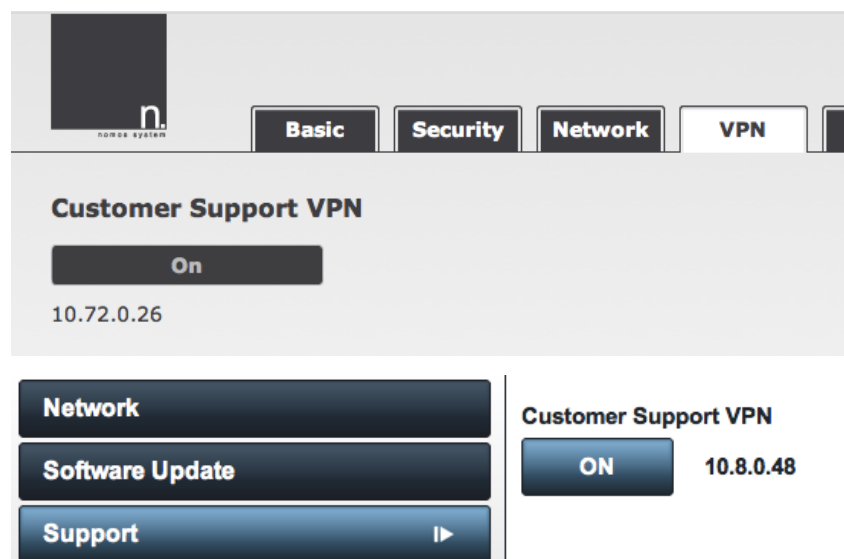 n.
nomos system
Basic Security Network VPN
Customer Support VPN
On
10.72.0.26
Network
Software Update
Support
Customer Support VPN
ON 10.8.0.48